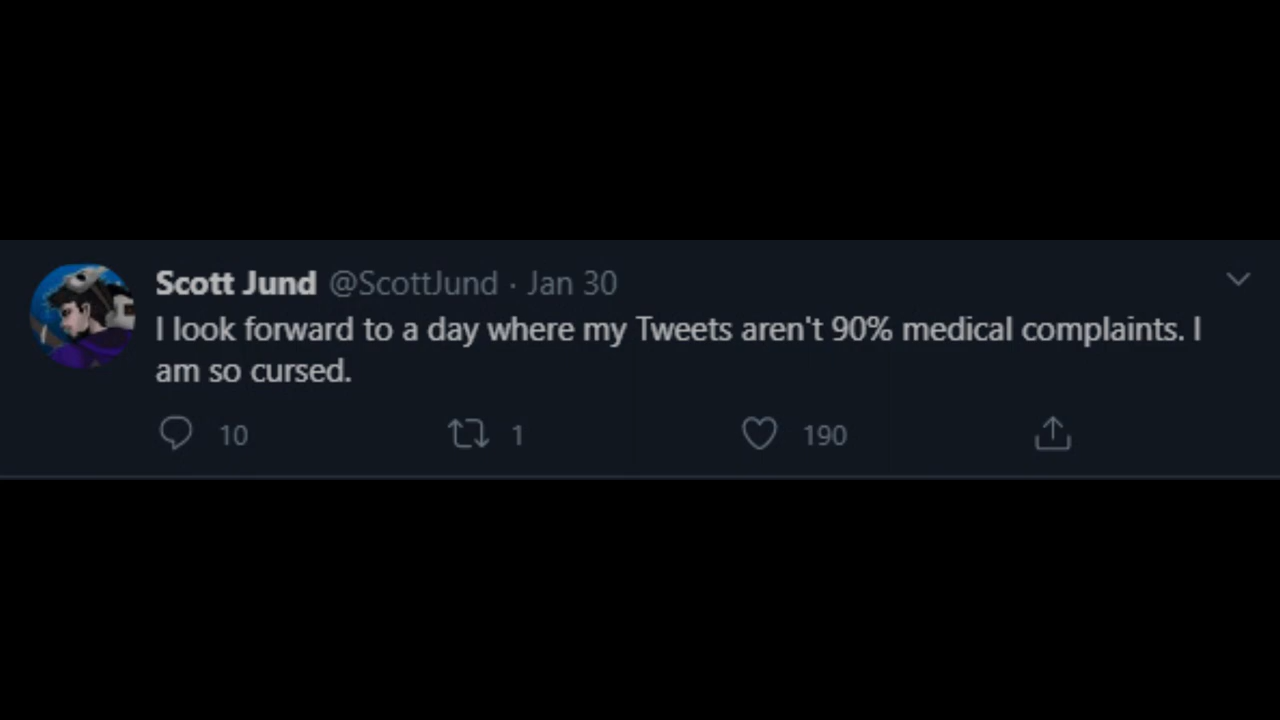 Scott Jund @ScottJund · Jan 30
I look forward to a day where my Tweets aren't 90% medical complaints. I
am so cursed.
10 1 190